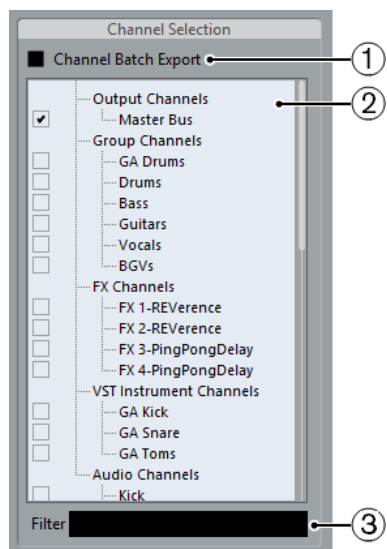 Channel Selection
Channel Batch Export
1
Output Channels
2
Master Bus
Group Channels
GA Drums
Drums
Bass
Guitars
Vocals
BGVs
FX Channels
FX 1-REVerence
FX 2-REVerence
FX 3-PingPongDelay
FX 4-PingPongDelay
VST Instrument Channels
GA Kick
GA Snare
GA Toms
Audio Channels
Kick
Filter
3